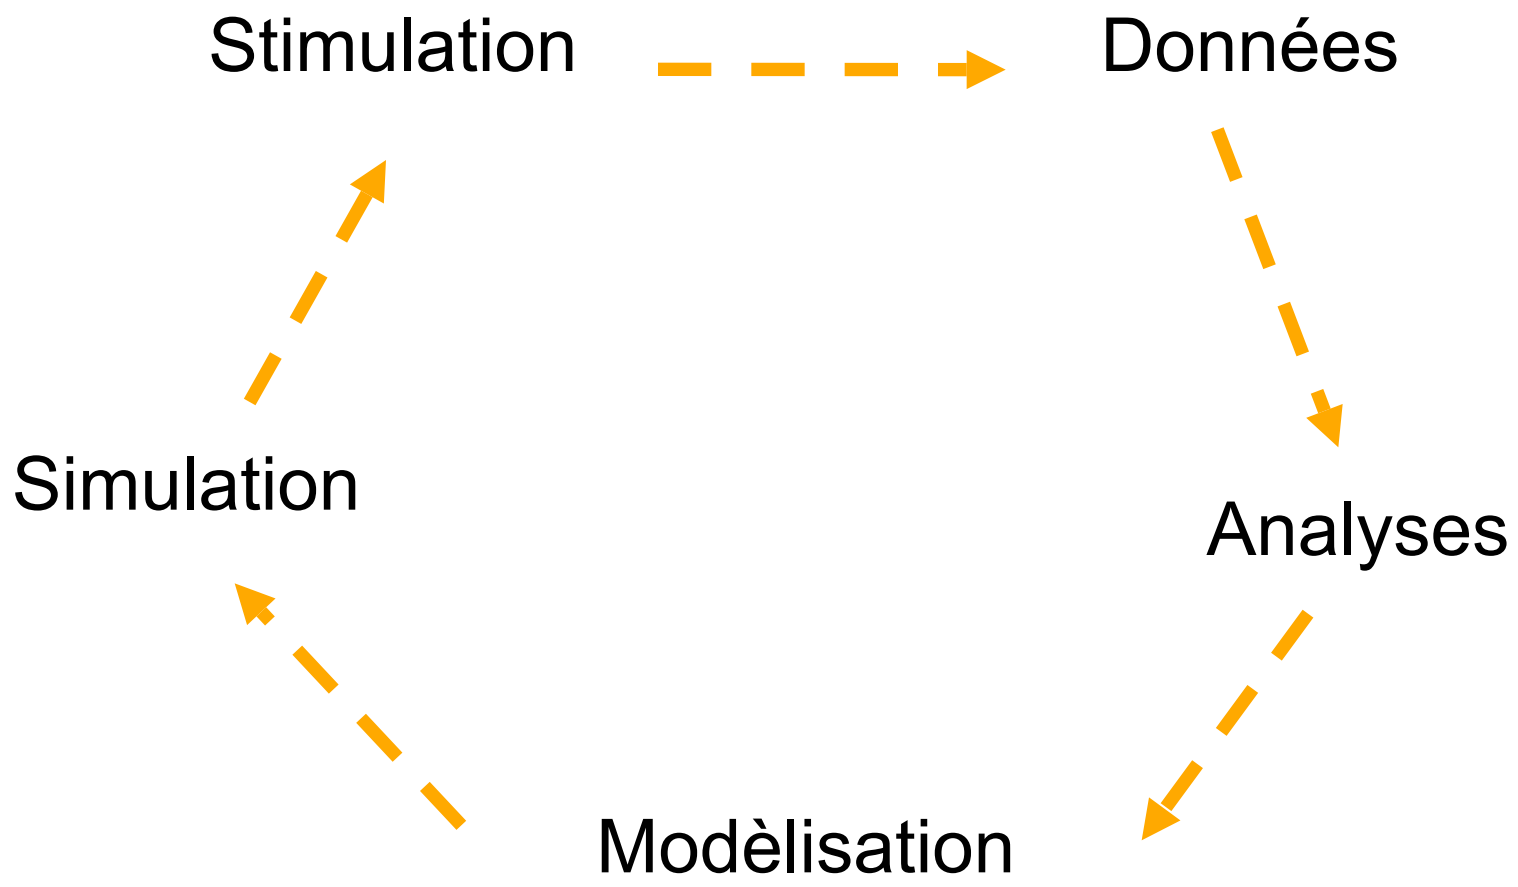 Stimulation
Données
Simulation
Analyses
Modèlisation